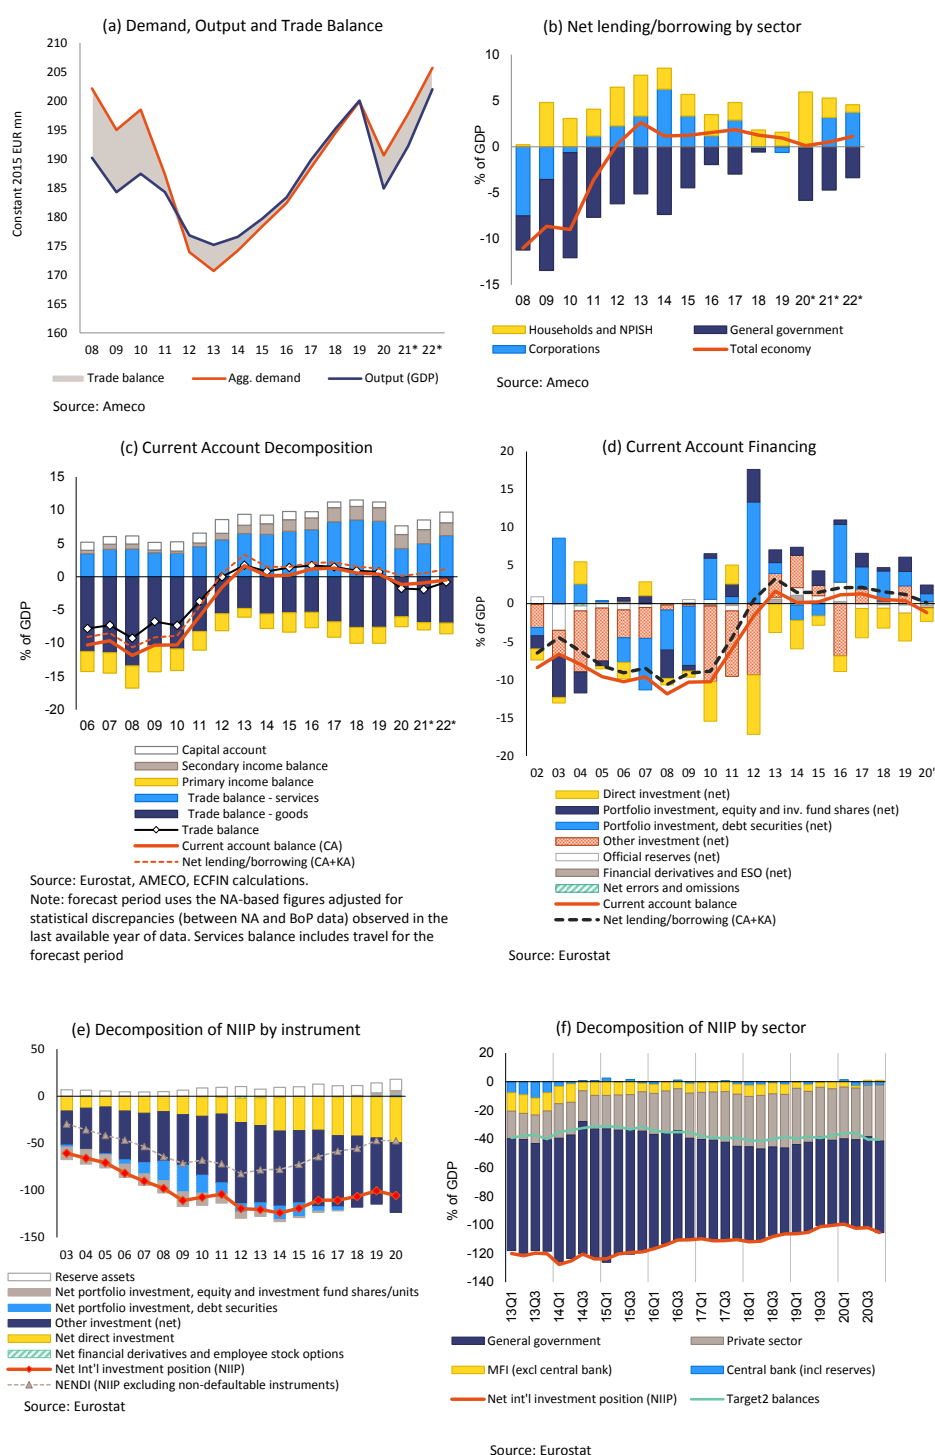 (a) Demand, Output and Trade Balance
Constant 2015 EUR mn
210
205
200
195
190
185
180
175
170
165
160
08 09 10 11 12 13 14 15 16 17 18 19 20 21* 22*
Trade balance Agg. demand Output (GDP)
Source: Ameco
(b) Net lending/borrowing by sector
% of GDP
10
5
0
-5
-10
-15
08 09 10 11 12 13 14 15 16 17 18 19 20* 21* 22*
Households and NPISH General government
Corporations Total economy
Source: Ameco
(c) Current Account Decomposition
% of GDP
15
10
5
0
-5
-10
-15
-20
06 07 08 09 10 11 12 13 14 15 16 17 18 19 20 21* 22*
Capital account
Secondary income balance
Primary income balance
Trade balance - services
Trade balance - goods
Trade balance
Current account balance (CA)
Net lending/borrowing (CA+KA)
Source: Eurostat, AMECO, ECFIN calculations.
Note: forecast period uses the NA-based figures adjusted for
statistical discrepancies (between NA and BoP data) observed in the
last available year of data. Services balance includes travel for the
forecast period
(d) Current Account Financing
% of GDP
20
15
10
5
0
-5
-10
-15
-20
02 03 04 05 06 07 08 09 10 11 12 13 14 15 16 17 18 19 20'
Direct investment (net)
Portfolio investment, equity and inv. fund shares (net)
Portfolio investment, debt securities (net)
Other investment (net)
Official reserves (net)
Financial derivatives and ESO (net)
Net errors and omissions
Current account balance
Net lending/borrowing (CA+KA)
Source: Eurostat
(e) Decomposition of NIIP by instrument
50
0
-50
-100
-150
03 04 05 06 07 08 09 10 11 12 13 14 15 16 17 18 19 20
Reserve assets
Net portfolio investment, equity and investment fund shares/units
Net portfolio investment, debt securities
Other investment (net)
Net direct investment
Net financial derivatives and employee stock options
Net Int'l investment position (NIIP)
NENDI (NIIP excluding non-defaultable instruments)
Source: Eurostat
(f) Decomposition of NIIP by sector
% of GDP
20
0
-20
-40
-60
-80
-100
-120
-140
13Q1 13Q3 14Q1 14Q3 15Q1 15Q3 16Q1 16Q3 17Q1 17Q3 18Q1 18Q3 19Q1 19Q3 20Q1 20Q3
General government Private sector
MFI (excl central bank) Central bank (incl reserves)
Net int'l investment position (NIIP) Target2 balances
Source: Eurostat